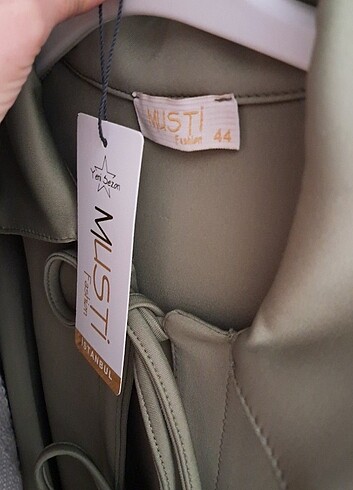 MUSTİ
Fashion 44
Yeni Sezon
MUSTİ
Fashion
İSTANBUL